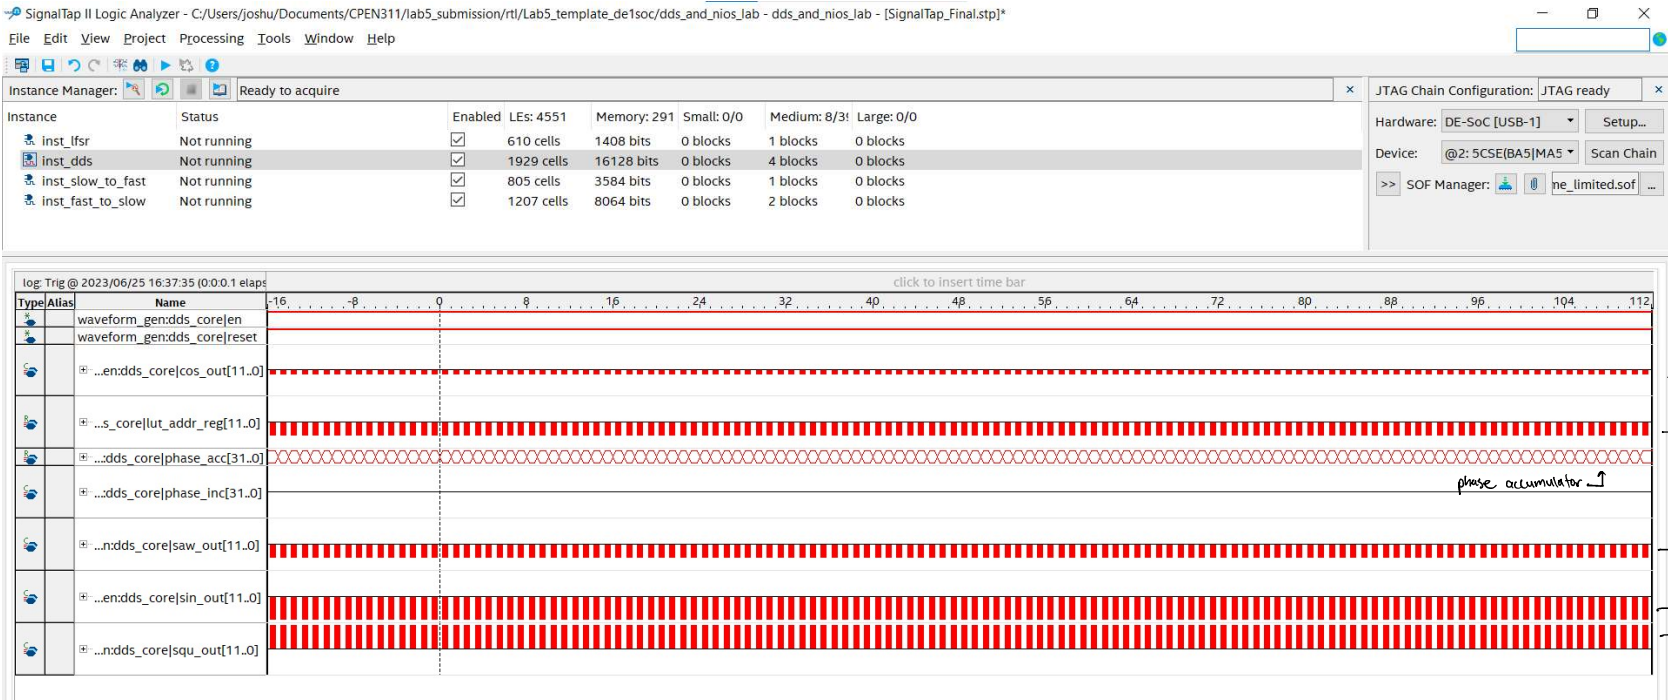 SignalTap II Logic Analyzer - C:/Users/joshu/Documents/CPEN311/lab5_submission/rtl/Lab5_template_de1soc/dds_and_nios_lab - dds_and_nios_lab - [SignalTap_Final.stp]*
File Edit View Project Processing Tools Window Help
Instance Manager: Ready to acquire × JTAG Chain Configuration: JTAG ready ×
Instance Status Enabled LEs: 4551 Memory: 291 Small: 0/0 Medium: 8/39 Large: 0/0
inst_lfsr Not running 610 cells 1408 bits 0 blocks 1 blocks 0 blocks
inst_dds Not running 1929 cells 16128 bits 0 blocks 4 blocks 0 blocks
inst_slow_to_fast Not running 805 cells 3584 bits 0 blocks 1 blocks 0 blocks
inst_fast_to_slow Not running 1207 cells 8064 bits 0 blocks 2 blocks 0 blocks
Hardware: DE-SoC [USB-1] Setup...
Device: @2: 5CSE(BA5|MA5 Scan Chain
>> SOF Manager: ne_limited.sof ...
log: Trig @ 2023/06/25 16:37:35 (0:0:0.1 elaps click to insert time bar
Type Alias Name -16 -8 0 8 16 24 32 40 48 56 64 72 80 88 96 104 112
waveform_gen:dds_core|en
waveform_gen:dds_core|reset
...en:dds_core|cos_out[11..0]
...s_core|lut_addr_reg[11..0]
...:dds_core|phase_acc[31..0]
...:dds_core|phase_inc[31..0]
phase accumulator
...n:dds_core|saw_out[11..0]
...en:dds_core|sin_out[11..0]
...n:dds_core|squ_out[11..0]